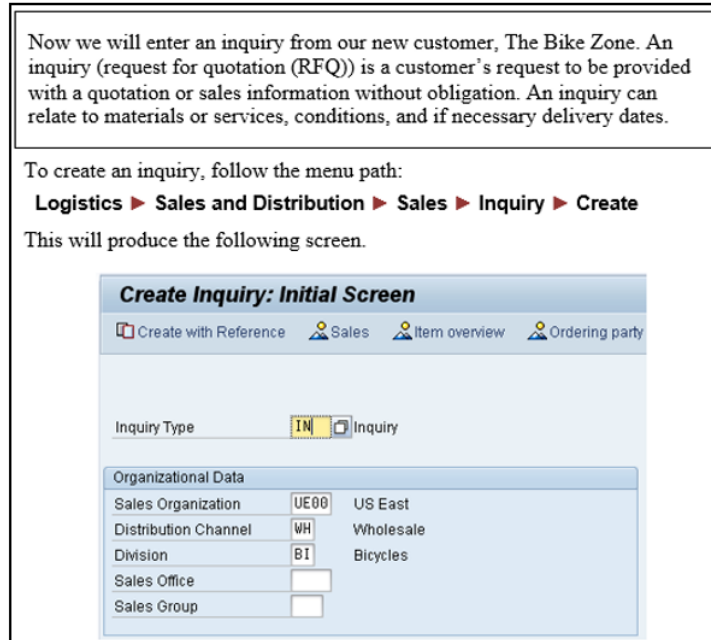 Now we will enter an inquiry from our new customer, The Bike Zone. An
inquiry (request for quotation (RFQ)) is a customer's request to be provided
with a quotation or sales information without obligation. An inquiry can
relate to materials or services, conditions, and if necessary delivery dates.
To create an inquiry, follow the menu path:
Logistics ► Sales and Distribution ► Sales ► Inquiry ► Create
This will produce the following screen.
Create Inquiry: Initial Screen
Create with Reference Sales Item overview Ordering party
Inquiry Type IN Inquiry
Organizational Data
Sales Organization UE00 US East
Distribution Channel WH Wholesale
Division BI Bicycles
Sales Office
Sales Group